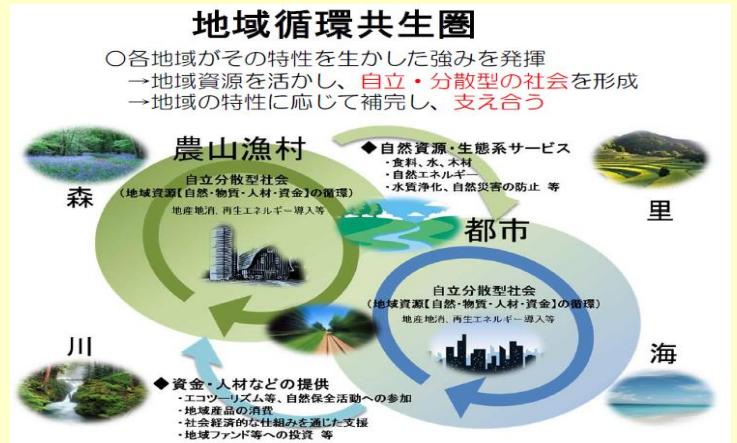 地域循環共生圏
○各地域がその特性を生かした強みを発揮
→地域資源を活かし、自立・分散型の社会を形成
→地域の特性に応じて補完し、支え合う
農山漁村
自立分散型社会
(地域資源【自然・物質・人材・資金】の循環)
地産地消、再生エネルギー導入等
◆自然資源・生態系サービス
・食料、水、木材
・自然エネルギー
・水質浄化、自然災害の防止 等
森
里
都市
自立分散型社会
(地域資源【自然・物質・人材・資金】の循環)
地産地消、再生エネルギー導入等
川
海
◆資金・人材などの提供
・エコツーリズム等、自然保全活動への参加
・地域産品の消費
・社会経済的な仕組みを通じた支援
・地域ファンド等への投資 等